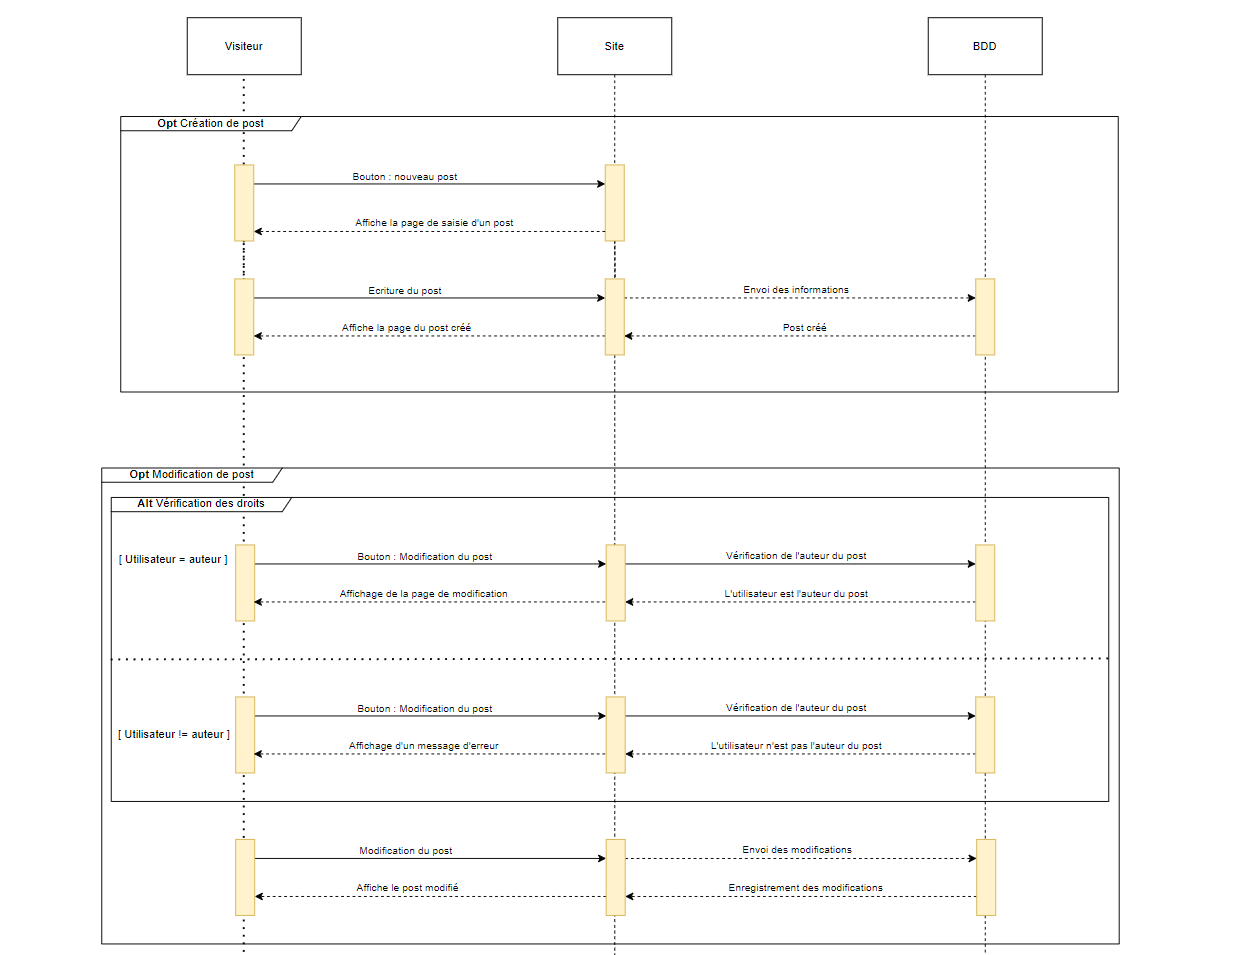 Visiteur
Site
BDD
Opt Création de post
Bouton : nouveau post
Affiche la page de saisie d'un post
Ecriture du post
Envoi des informations
Affiche la page du post créé
Post créé
Opt Modification de post
Alt Vérification des droits
[ Utilisateur = auteur ]
Bouton : Modification du post
Vérification de l'auteur du post
Affichage de la page de modification
L'utilisateur est l'auteur du post
Bouton : Modification du post
Vérification de l'auteur du post
[ Utilisateur != auteur ]
Affichage d'un message d'erreur
L'utilisateur n'est pas l'auteur du post
Modification du post
Envoi des modifications
Affiche le post modifié
Enregistrement des modifications